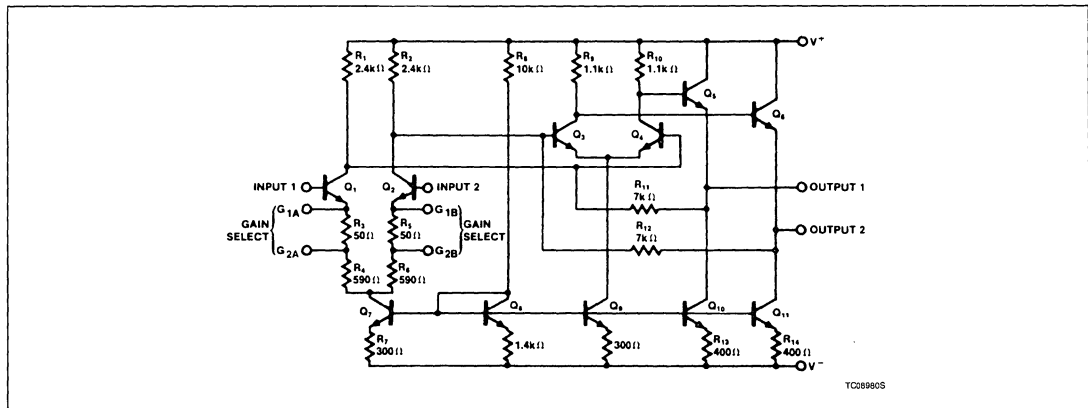 V+
R1
2.4kΩ
R2
2.4kΩ
R8
10kΩ
R9
1.1kΩ
R10
1.1kΩ
Q5
Q6
Q3
Q4
INPUT 1
Q1
Q2
INPUT 2
R11
7kΩ
OUTPUT 1
G1A
G1B
GAIN
SELECT
R3
50Ω
R5
50Ω
GAIN
SELECT
R12
7kΩ
OUTPUT 2
G2A
G2B
R4
590Ω
R6
590Ω
Q7
Q8
Q9
Q10
Q11
R7
300Ω
1.4kΩ
300Ω
R13
400Ω
R14
400Ω
V−
TC08980S